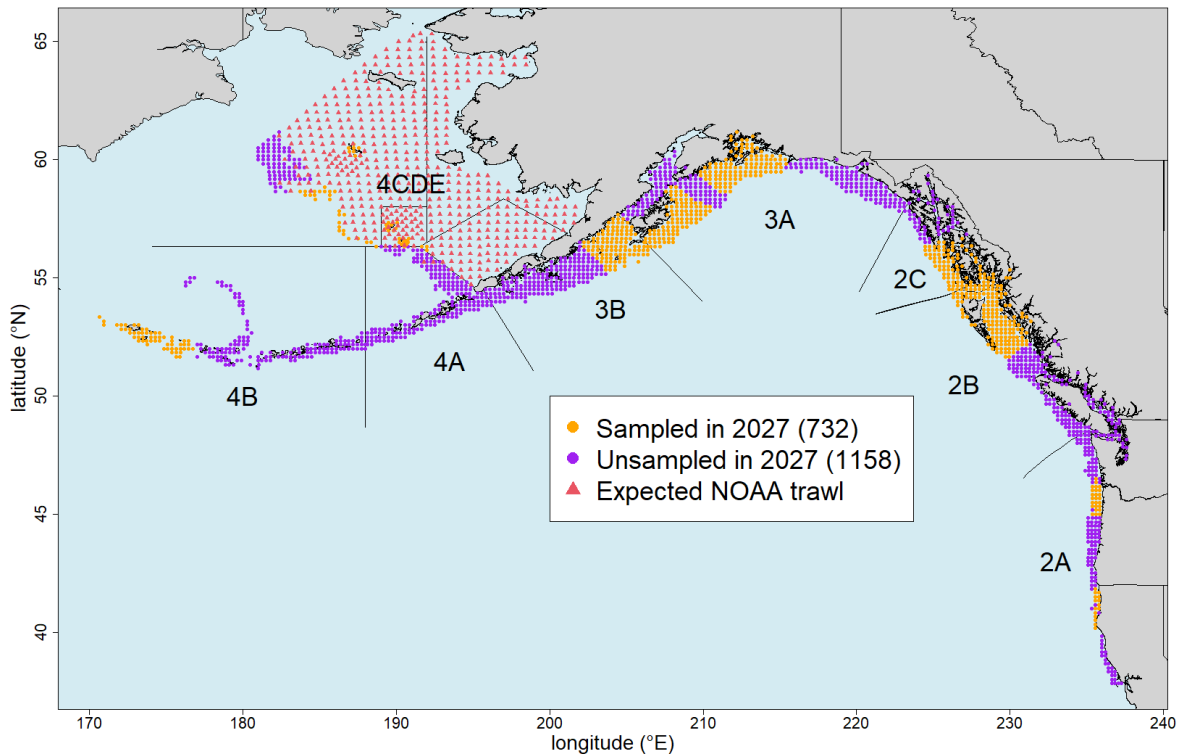 65
60
55
50
45
40
latitude (°N)
4CDE
3A
3B
2C
4A
4B
2B
2A
Sampled in 2027 (732)
Unsampled in 2027 (1158)
Expected NOAA trawl
170 180 190 200 210 220 230 240
longitude (°E)